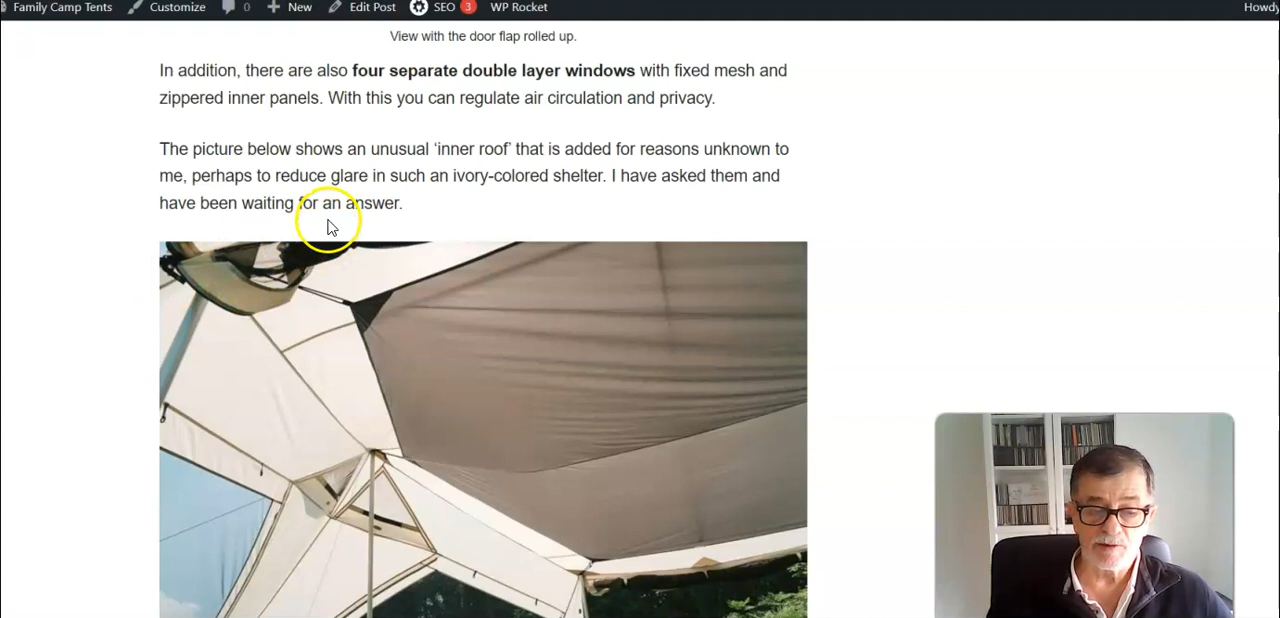 Family Camp Tents Customize 0 New Edit Post SEO 3 WP Rocket Howdy
View with the door flap rolled up.
In addition, there are also four separate double layer windows with fixed mesh and
zippered inner panels. With this you can regulate air circulation and privacy.
The picture below shows an unusual ‘inner roof’ that is added for reasons unknown to
me, perhaps to reduce glare in such an ivory-colored shelter. I have asked them and
have been waiting for an answer.